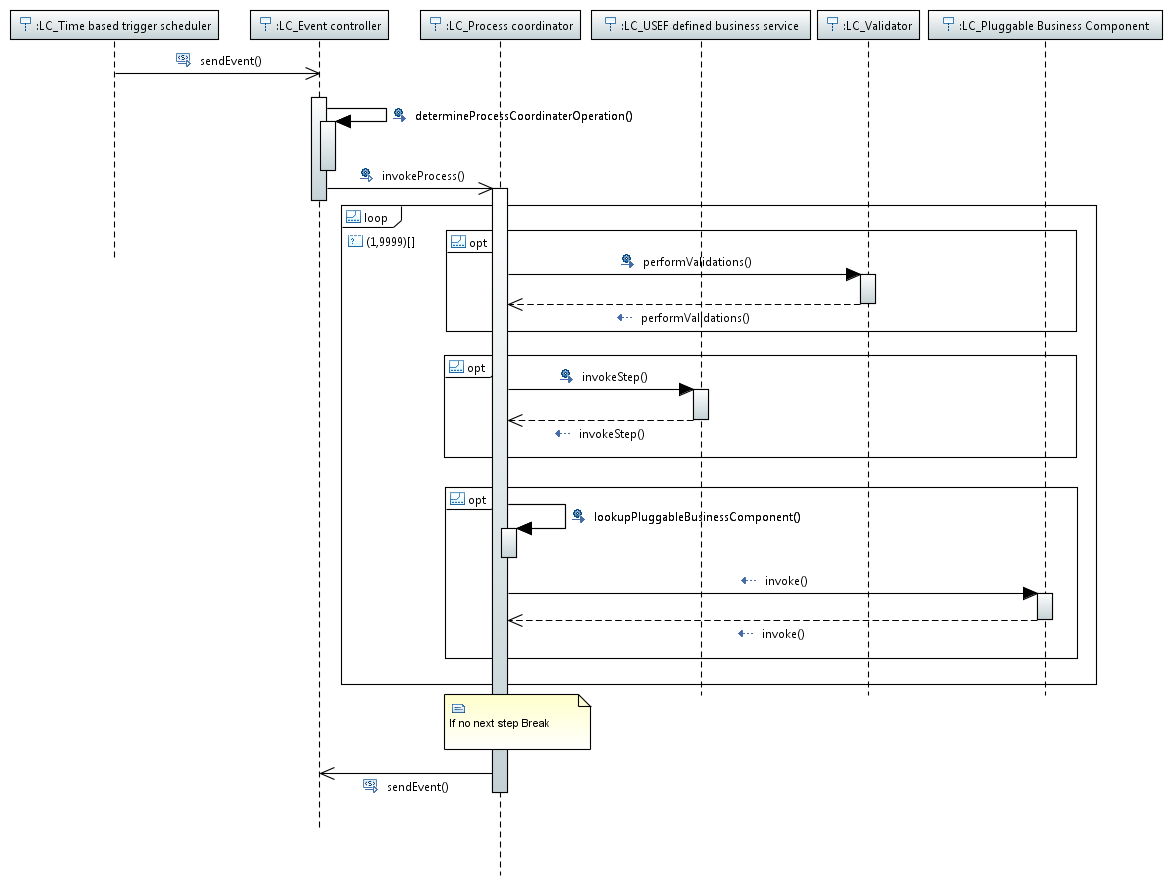 :LC_Time based trigger scheduler
:LC_Event controller
:LC_Process coordinator
:LC_USEF defined business service
:LC_Validator
:LC_Pluggable Business Component
sendEvent()
determineProcessCoordinaterOperation()
invokeProcess()
loop
(1,9999)[]
opt
performValidations()
performValidations()
opt
invokeStep()
invokeStep()
opt
lookupPluggableBusinessComponent()
invoke()
invoke()
If no next step Break
sendEvent()